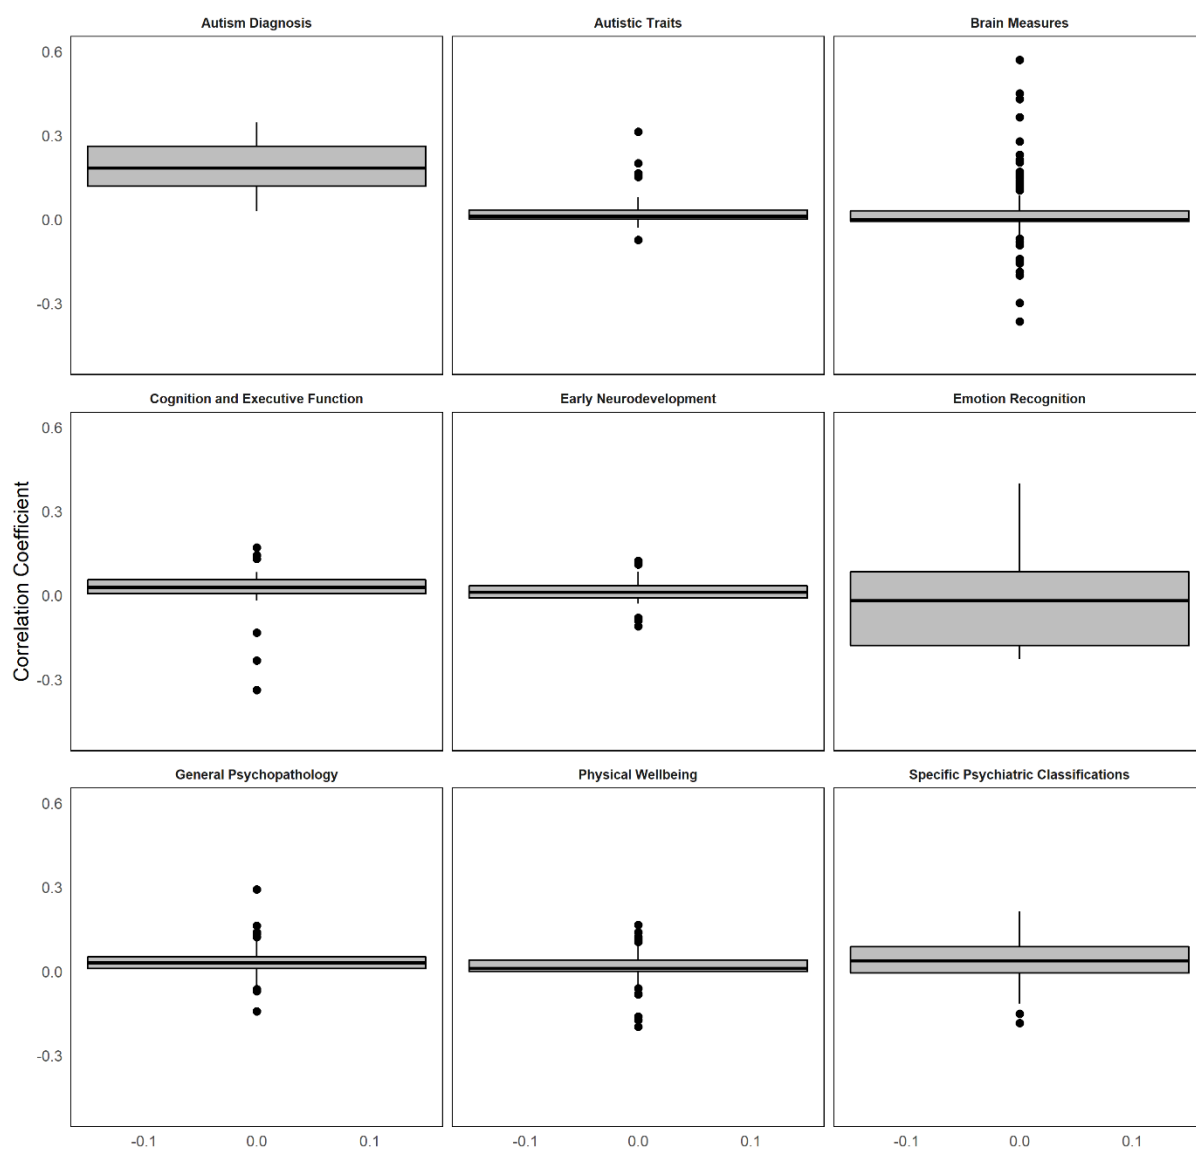 Autism Diagnosis Autistic Traits Brain Measures
0.6
0.3
0.0
-0.3
Cognition and Executive Function Early Neurodevelopment Emotion Recognition
0.6
0.3
0.0
-0.3
Correlation Coefficient
General Psychopathology Physical Wellbeing Specific Psychiatric Classifications
0.6
0.3
0.0
-0.3
-0.1 0.0 0.1 -0.1 0.0 0.1 -0.1 0.0 0.1